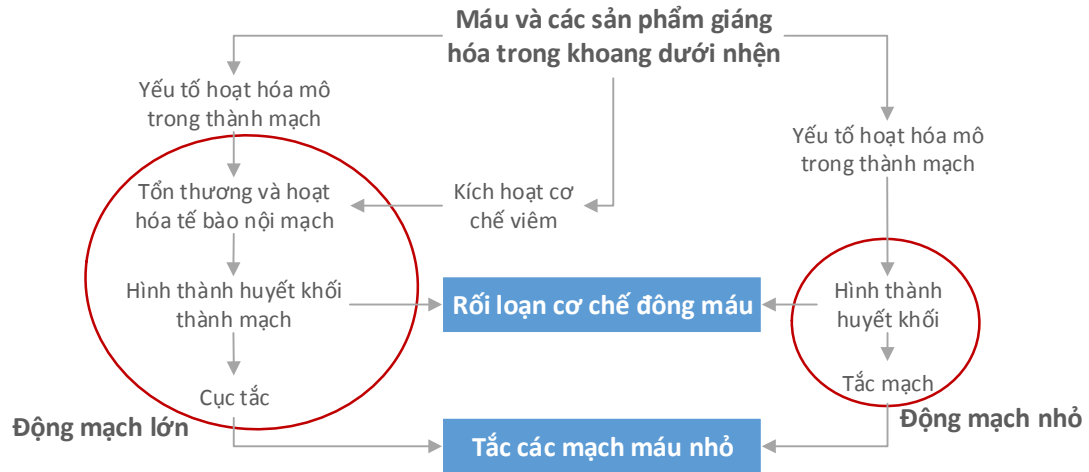 Máu và các sản phẩm giáng
hóa trong khoang dưới nhện
Yếu tố hoạt hóa mô
trong thành mạch
Yếu tố hoạt hóa mô
trong thành mạch
Tổn thương và hoạt
hóa tế bào nội mạch
Kích hoạt cơ
chế viêm
Hình thành huyết khối
thành mạch
Rối loạn cơ chế đông máu
Hình thành
huyết khối
Cục tắc
Tắc mạch
Động mạch lớn
Động mạch nhỏ
Tắc các mạch máu nhỏ